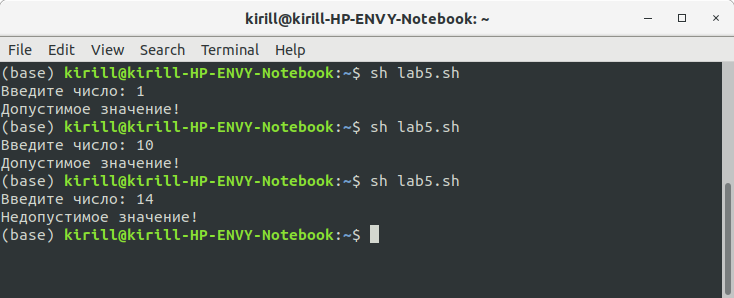 kirill@kirill-HP-ENVY-Notebook: ~
File Edit View Search Terminal Help
(base) kirill@kirill-HP-ENVY-Notebook:~$ sh lab5.sh
Введите число: 1
Допустимое значение!
(base) kirill@kirill-HP-ENVY-Notebook:~$ sh lab5.sh
Введите число: 10
Допустимое значение!
(base) kirill@kirill-HP-ENVY-Notebook:~$ sh lab5.sh
Введите число: 14
Недопустимое значение!
(base) kirill@kirill-HP-ENVY-Notebook:~$